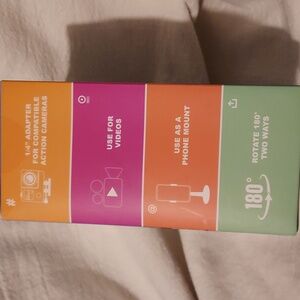 #
1/4" ADAPTER
FOR COMPATIBLE
ACTION CAMERAS
USE FOR
VIDEOS
@
USE AS A
PHONE MOUNT
ROTATE 180°
TWO WAYS
180°